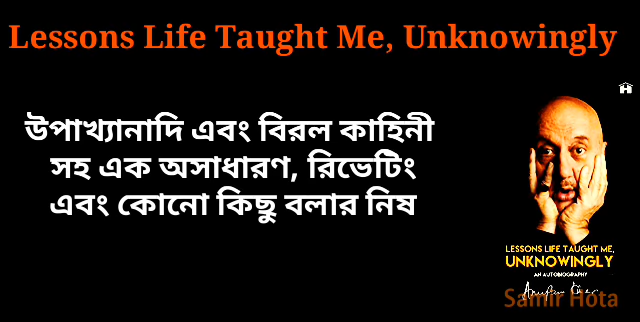 Lessons Life Taught Me, Unknowingly
উপাখ্যানাদি এবং বিরল কাহিনী
সহ এক অসাধারণ, রিভেটিং
এবং কোনো কিছু বলার নিষ
LESSONS LIFE TAUGHT ME,
UNKNOWINGLY
AN AUTOBIOGRAPHY
Samir Hota